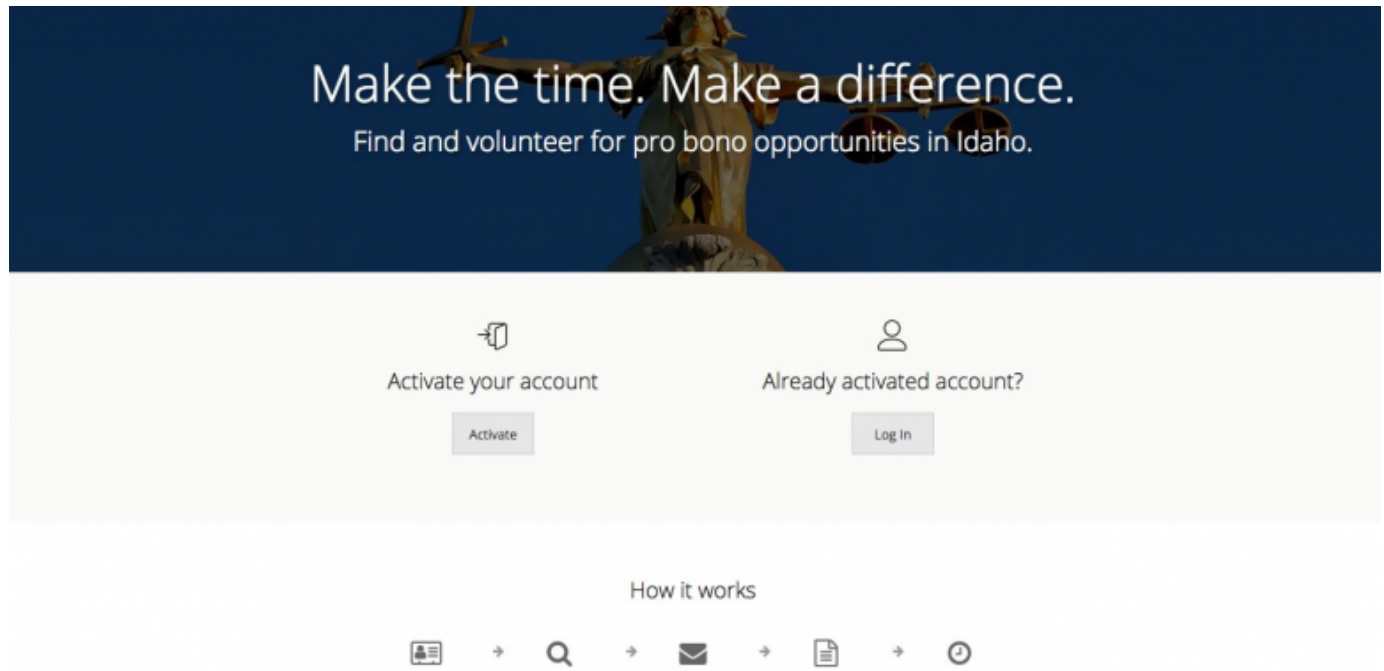 Make the time. Make a difference.
Find and volunteer for pro bono opportunities in Idaho.
Activate your account
Already activated account?
Activate
Log In
How it works